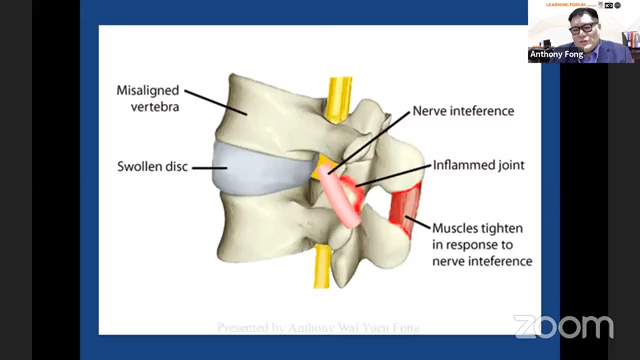 LEARNING FORUM
Anthony Fong
Misaligned
vertebra
Nerve inteference
Swollen disc
Inflammed joint
Muscles tighten
in response to
nerve inteference
Presented by Anthony Wai Yuen Fong
zoom